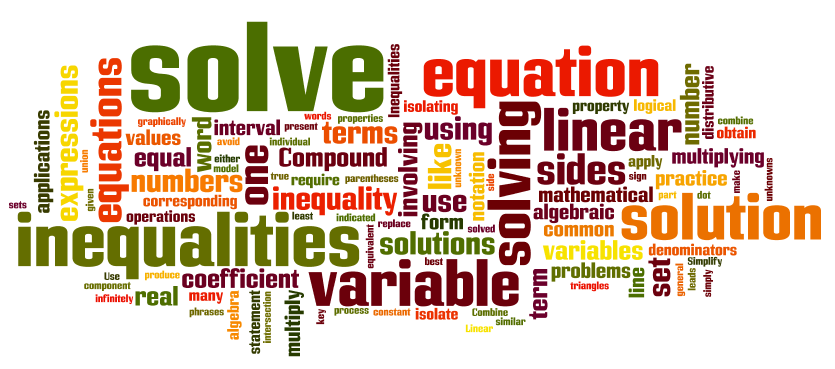 solve
equation
Inequalities
isolating
words
properties
graphically
values
word
interval
present
terms
avoid
individual
equations
expressions
applications
union
given
sets
equal
either
model
one
Compound
true
require
parentheses
numbers
corresponding
operations
inequality
least
indicated
replace
involving
using
like
unknown
use
form
solved
notation
side
solving
property
logical
number
distributive
combine
obtain
linear
sides
apply
sign
multiplying
practice
make
unknowns
part
dot
mathematical
algebraic
common
solution
variables
denominators
inequalities
equivalent
solutions
best
variable
coefficient
Use
component
produce
infinitely
real
many
phrases
algebra
statement
intersection
multiply
key
process
constant
isolate
Combine
similar
Linear
term
problems
triangles
line
set
general
leads
Simplify
simply